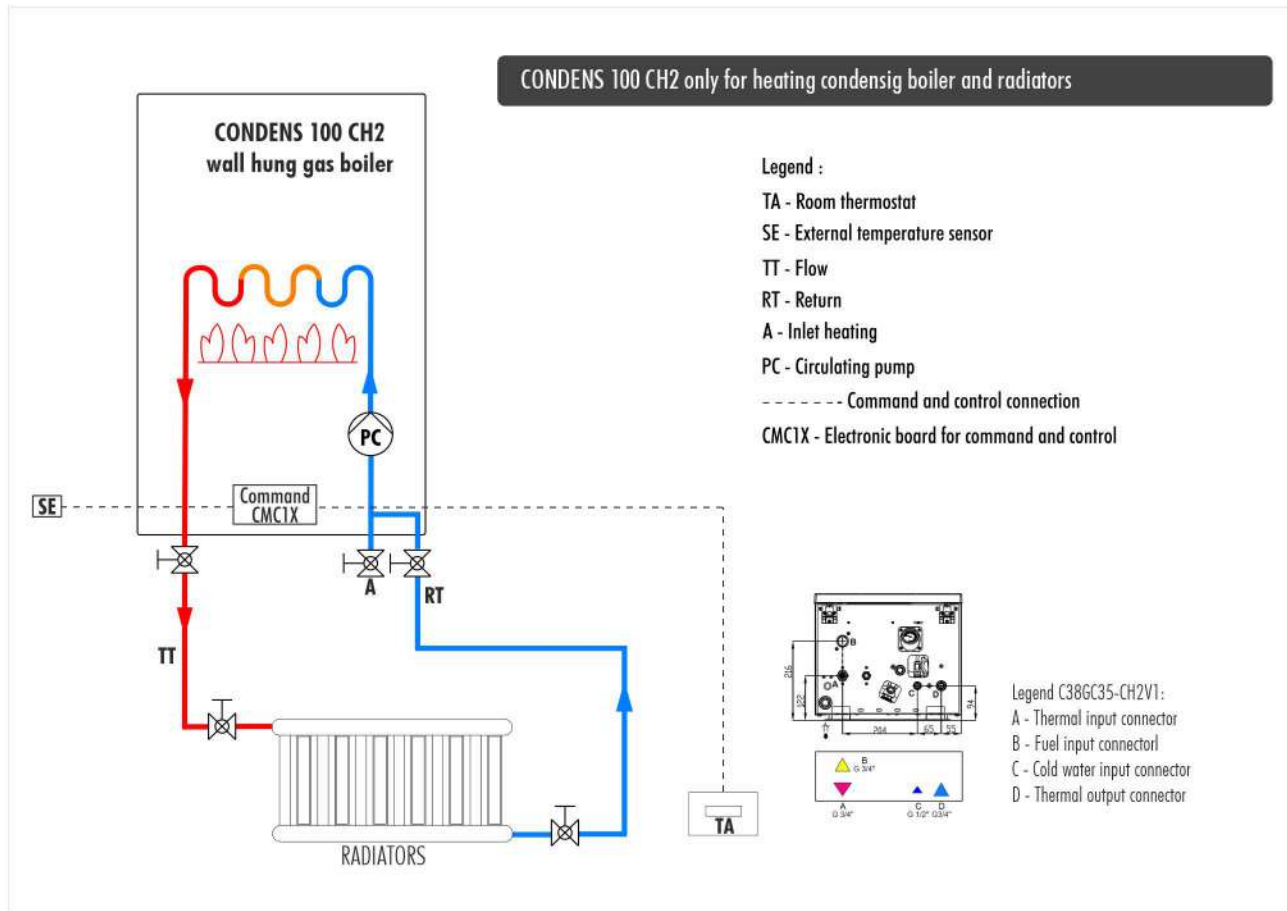 CONDENS 100 CH2 only for heating condensig boiler and radiators
CONDENS 100 CH2
wall hung gas boiler
Legend :
TA - Room thermostat
SE - External temperature sensor
TT - Flow
RT - Return
A - Inlet heating
PC - Circulating pump
------- Command and control connection
CMC1X - Electronic board for command and control
PC
SE
Command
CMC1X
A
RT
TT
RADIATORS
TA
B
A
C
D
216
122
94
204
65
55
B
G 3/4"
A
G 3/4"
C
G 1/2"
D
G3/4"
Legend C38GC35-CH2V1:
A - Thermal input connector
B - Fuel input connectorl
C - Cold water input connector
D - Thermal output connector